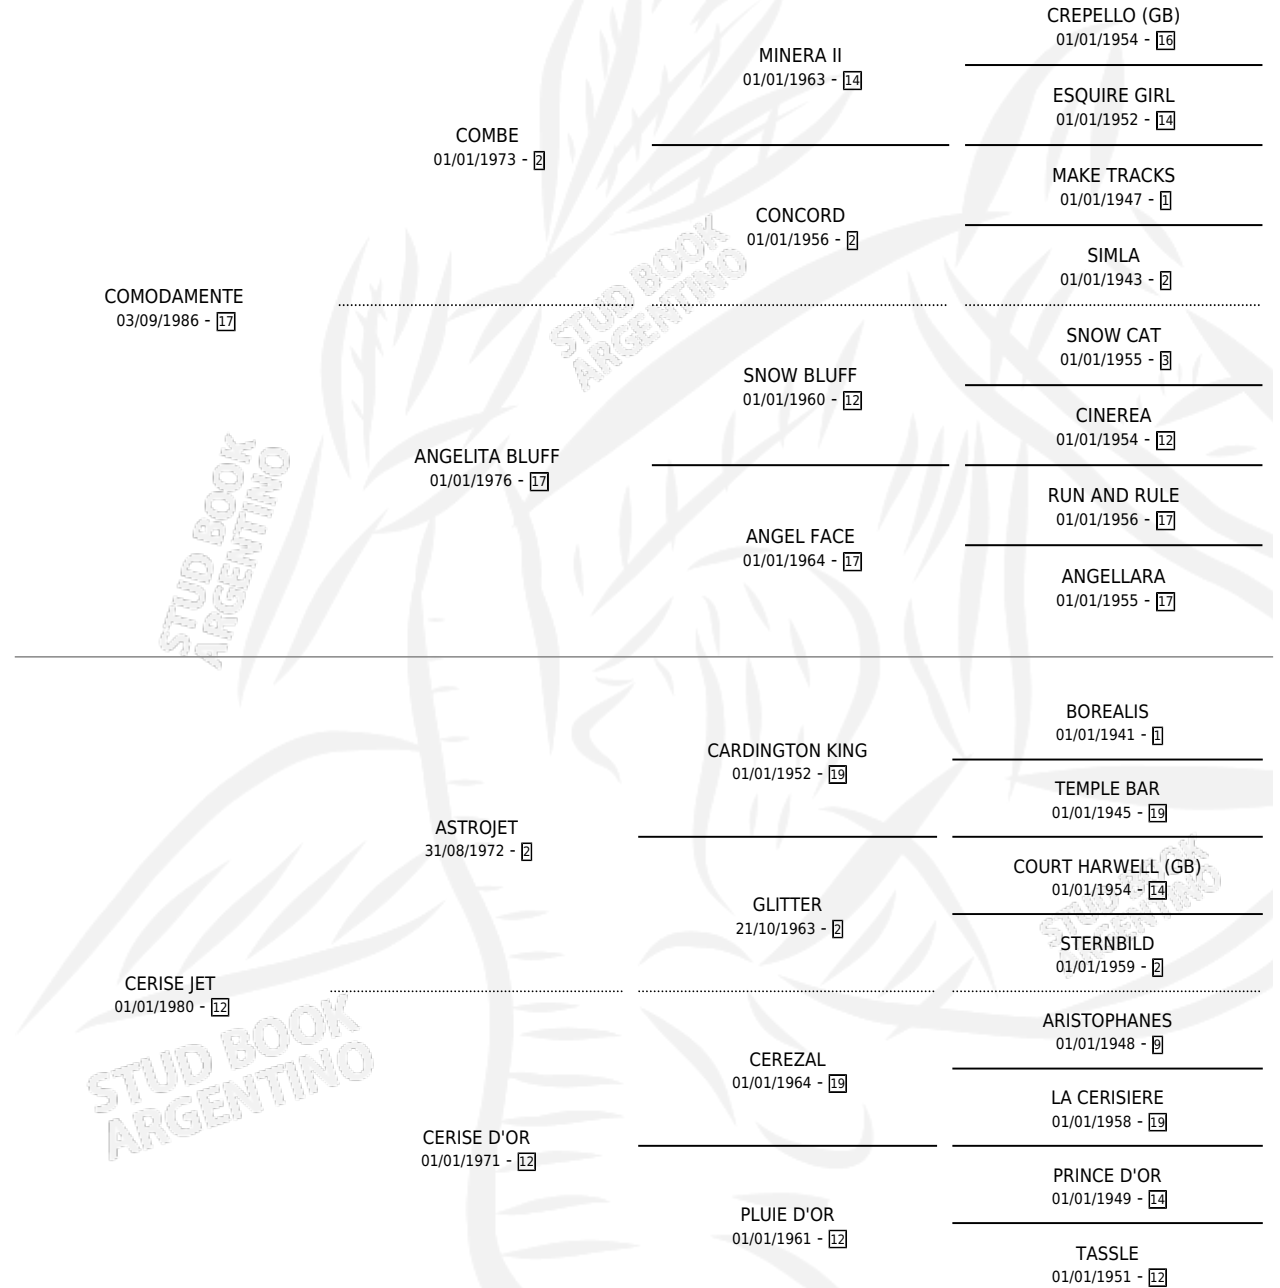 CREPELLO (GB)
01/01/1954 - 16
MINERA II
01/01/1963 - 14
ESQUIRE GIRL
01/01/1952 - 14
COMBE
01/01/1973 - 2
MAKE TRACKS
01/01/1947 - 1
CONCORD
01/01/1956 - 2
SIMLA
01/01/1943 - 2
COMODAMENTE
03/09/1986 - 17
STUD BOOK
ARGENTINO
SNOW CAT
01/01/1955 - 3
SNOW BLUFF
01/01/1960 - 12
CINEREA
01/01/1954 - 12
ANGELITA BLUFF
01/01/1976 - 17
RUN AND RULE
01/01/1956 - 17
ANGEL FACE
01/01/1964 - 17
ANGELLARA
01/01/1955 - 17
STUD BOOK
ARGENTINO
BOREALIS
01/01/1941 - 1
CARDINGTON KING
01/01/1952 - 19
TEMPLE BAR
01/01/1945 - 19
ASTROJET
31/08/1972 - 2
COURT HARWELL (GB)
01/01/1954 - 14
GLITTER
21/10/1963 - 2
STUD BOOK
ARGENTINO
STERNBILD
01/01/1959 - 2
CERISE JET
01/01/1980 - 12
STUD BOOK
ARGENTINO
ARISTOPHANES
01/01/1948 - 9
CEREZAL
01/01/1964 - 19
LA CERISIERE
01/01/1958 - 19
CERISE D'OR
01/01/1971 - 12
PRINCE D'OR
01/01/1949 - 14
PLUIE D'OR
01/01/1961 - 12
TASSLE
01/01/1951 - 12